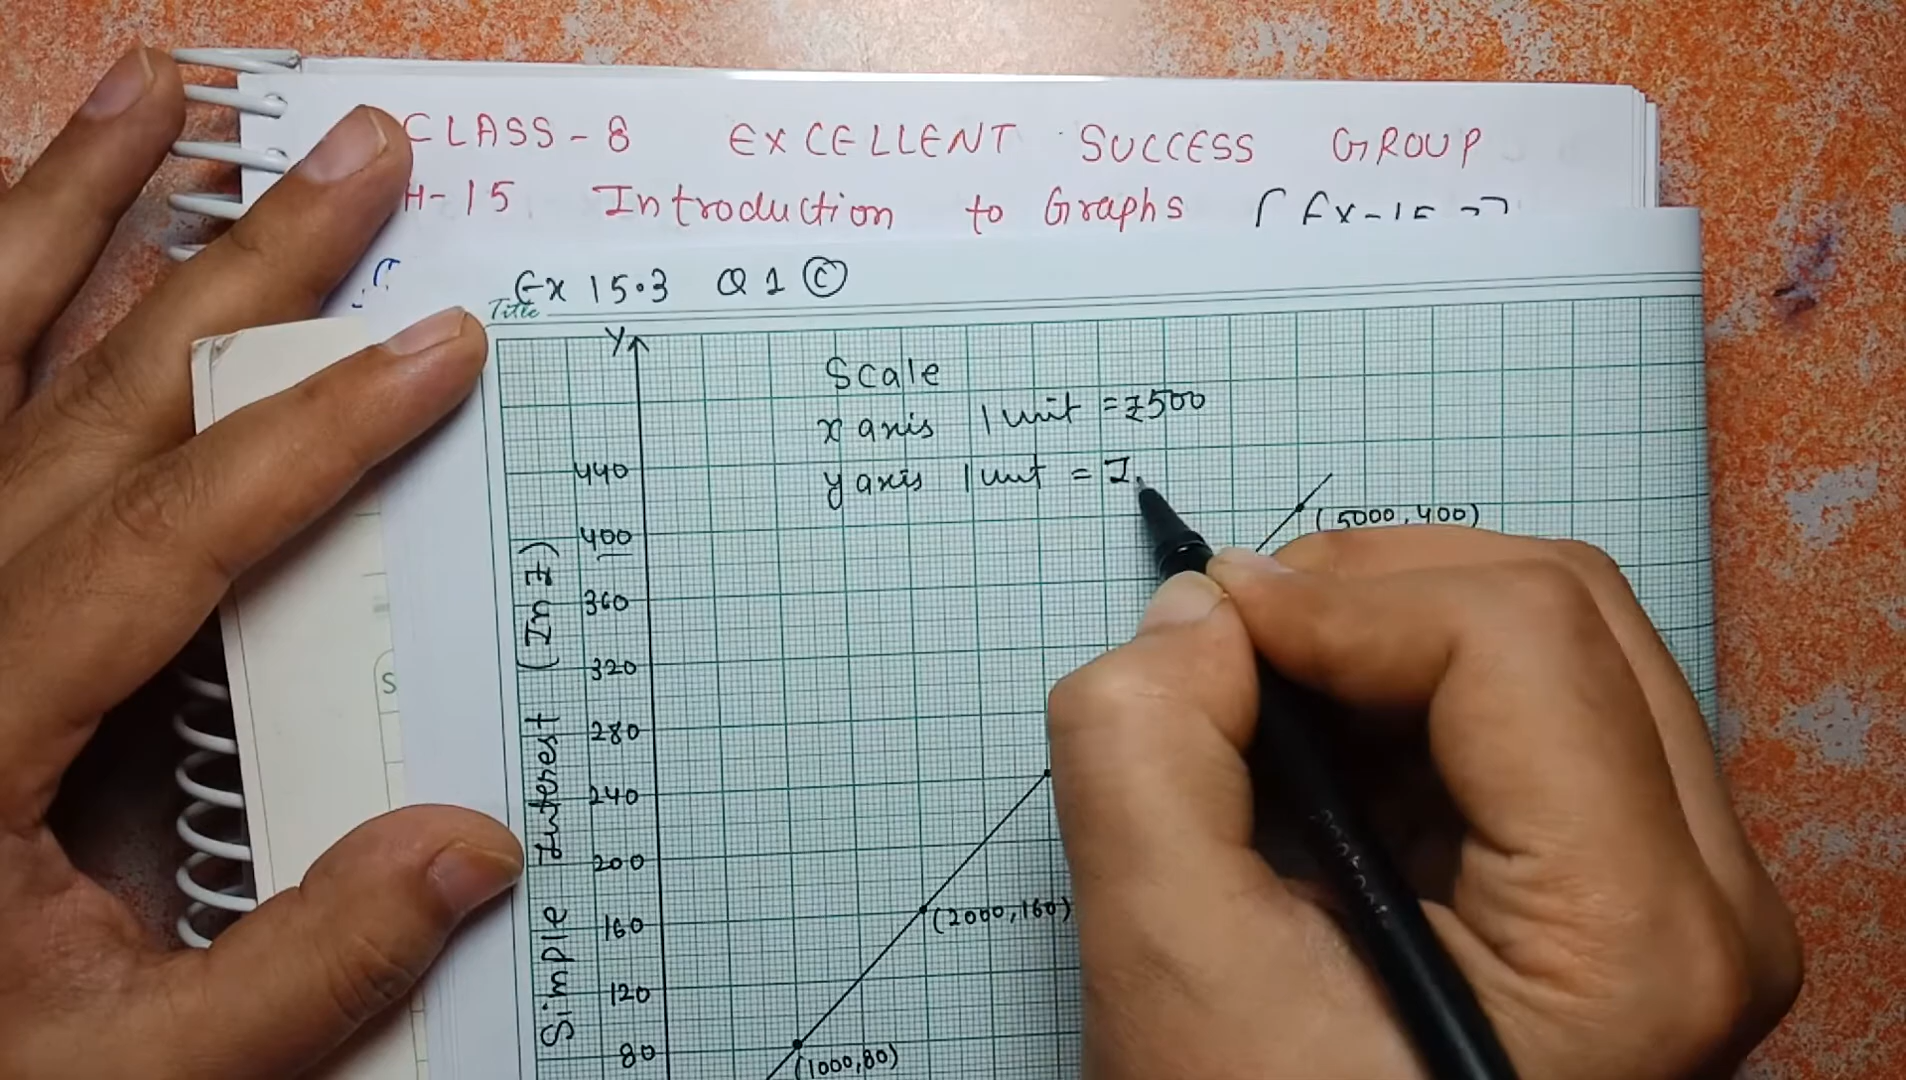 CLASS-8 EXCELLENT SUCCESS GROUP
H-15 Introduction to Graphs
Ex 15.3 Q 1 (C)
Title
Y
Scale
x axis 1 unit = ₹500
y axis 1 unit = ₹
440
(5000,400)
400
360
320
280
240
200
160
(2000,160)
120
80
(1000,80)
Simple Interest (In ₹)
S